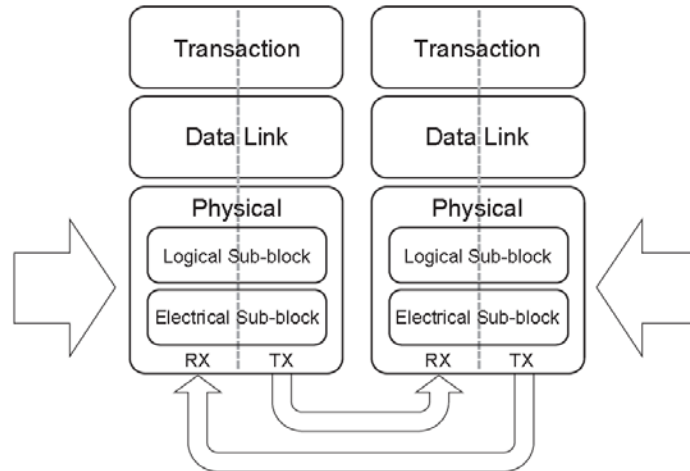 Transaction
Transaction
Data Link
Data Link
Physical
Physical
Logical Sub-block
Logical Sub-block
Electrical Sub-block
Electrical Sub-block
RX
TX
RX
TX